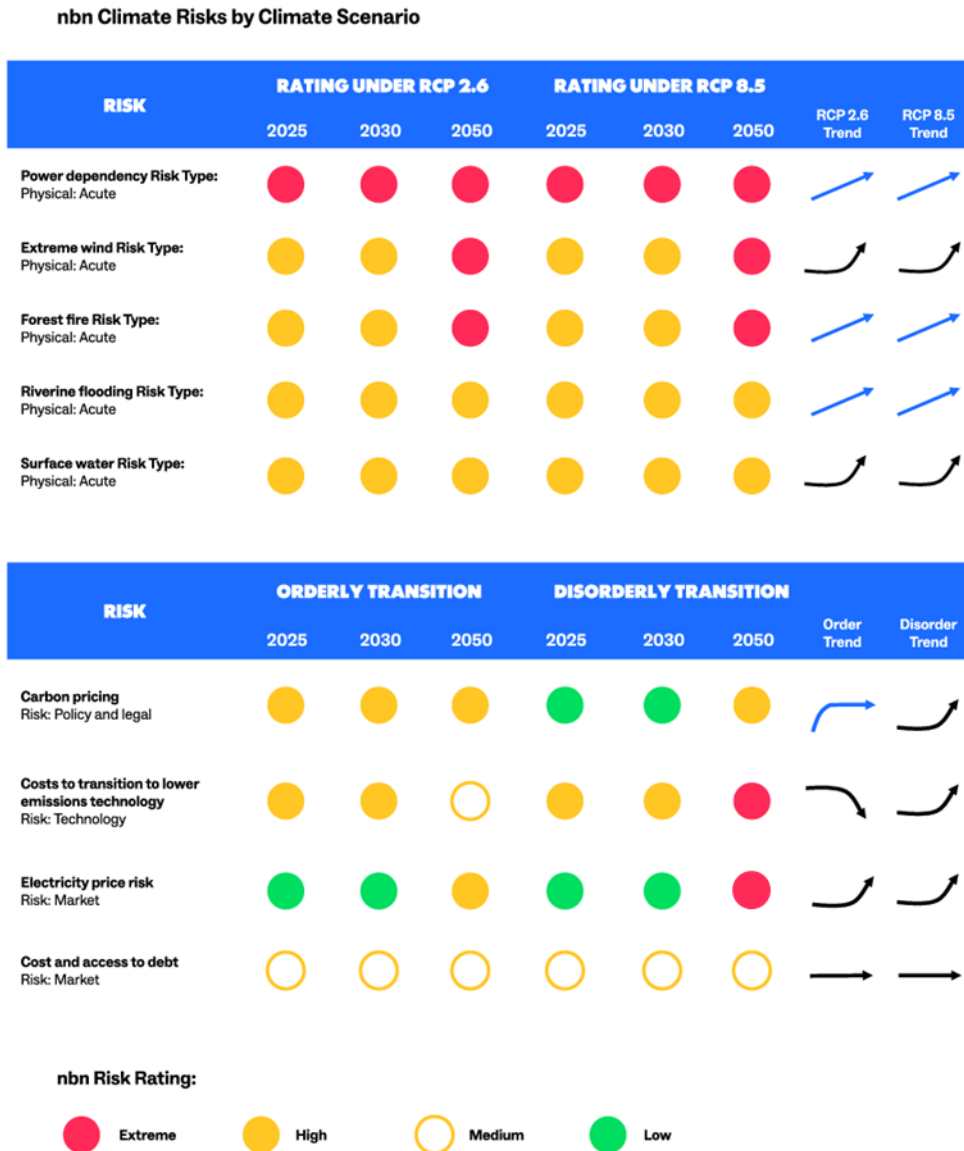 nbn Climate Risks by Climate Scenario
RISK
RATING UNDER RCP 2.6
RATING UNDER RCP 8.5
2025
2030
2050
2025
2030
2050
RCP 2.6
Trend
RCP 8.5
Trend
Power dependency Risk Type:
Physical: Acute
Extreme wind Risk Type:
Physical: Acute
Forest fire Risk Type:
Physical: Acute
Riverine flooding Risk Type:
Physical: Acute
Surface water Risk Type:
Physical: Acute
RISK
ORDERLY TRANSITION
DISORDERLY TRANSITION
2025
2030
2050
2025
2030
2050
Order
Trend
Disorder
Trend
Carbon pricing
Risk: Policy and legal
Costs to transition to lower
emissions technology
Risk: Technology
Electricity price risk
Risk: Market
Cost and access to debt
Risk: Market
nbn Risk Rating:
Extreme
High
Medium
Low